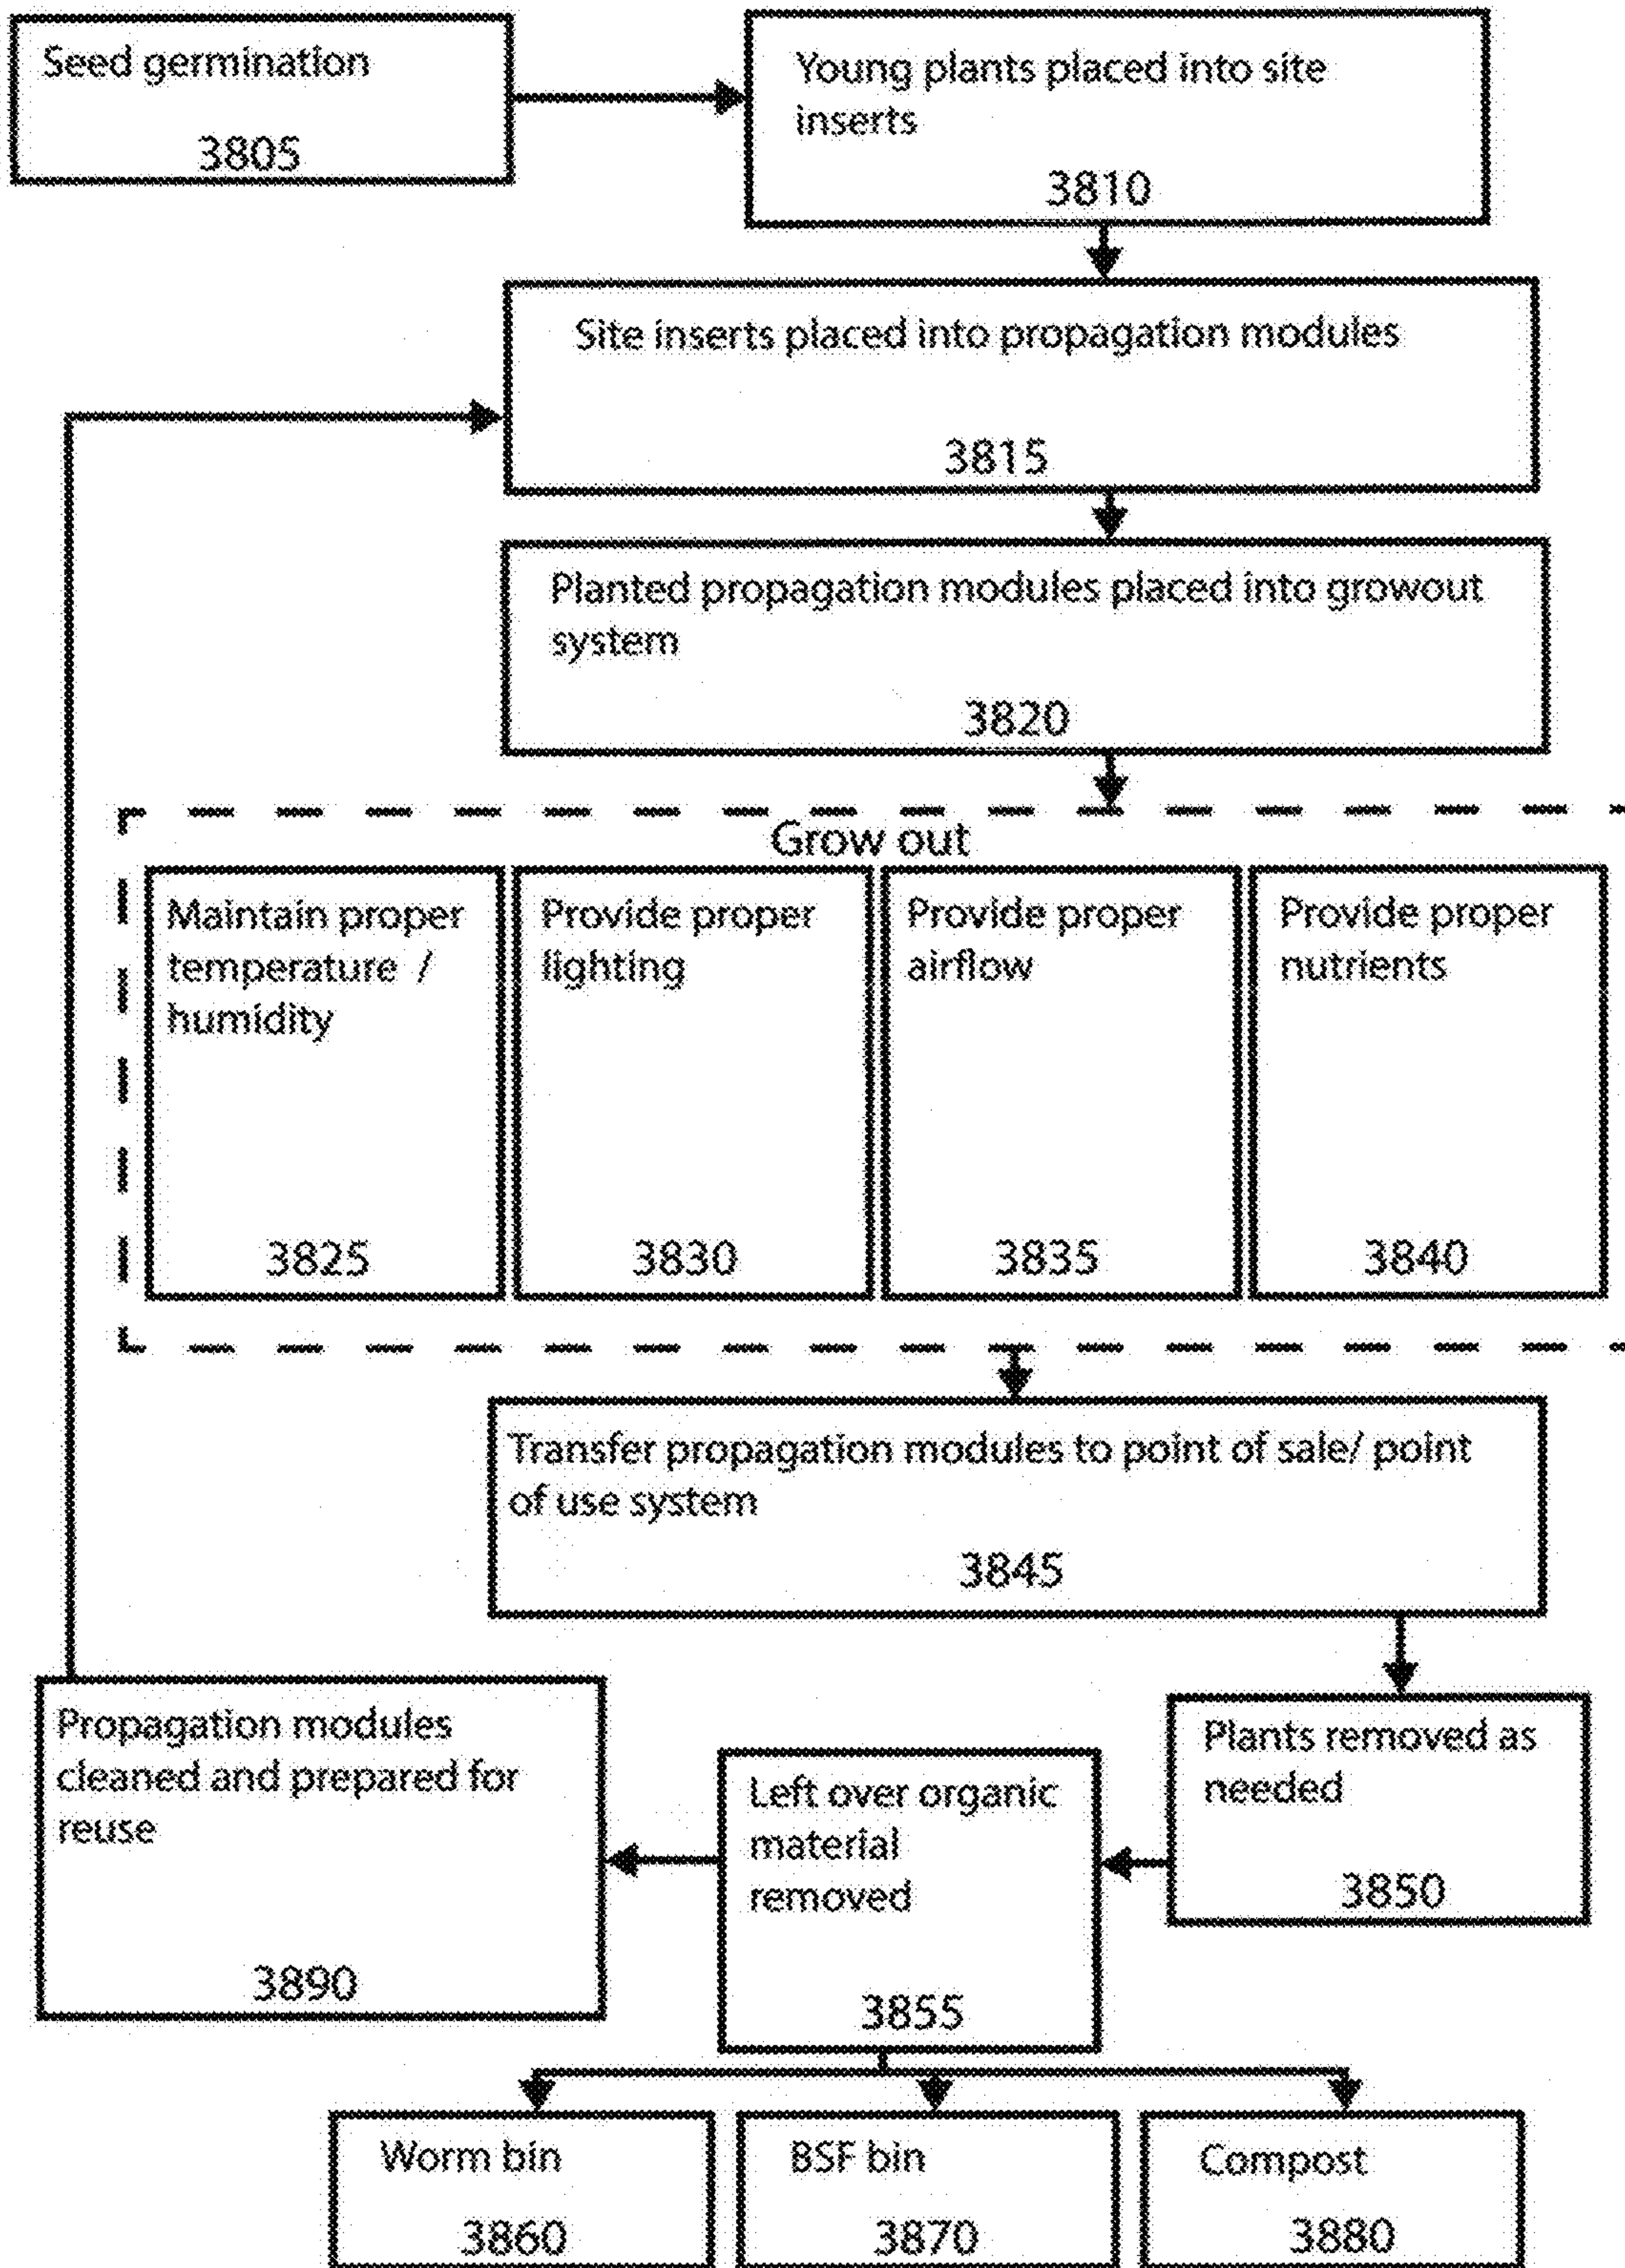 Seed germination
3805
Young plants placed into site
inserts
3810
Site inserts placed into propagation modules
3815
Planted propagation modules placed into growout
system
3820
Grow out
Maintain proper
temperature /
humidity
3825
Provide proper
lighting
3830
Provide proper
airflow
3835
Provide proper
nutrients
3840
Transfer propagation modules to point of sale/ point
of use system
3845
Plants removed as
needed
3850
Left over organic
material
removed
3855
Propagation modules
cleaned and prepared for
reuse
3890
Worm bin
3860
BSF bin
3870
Compost
3880